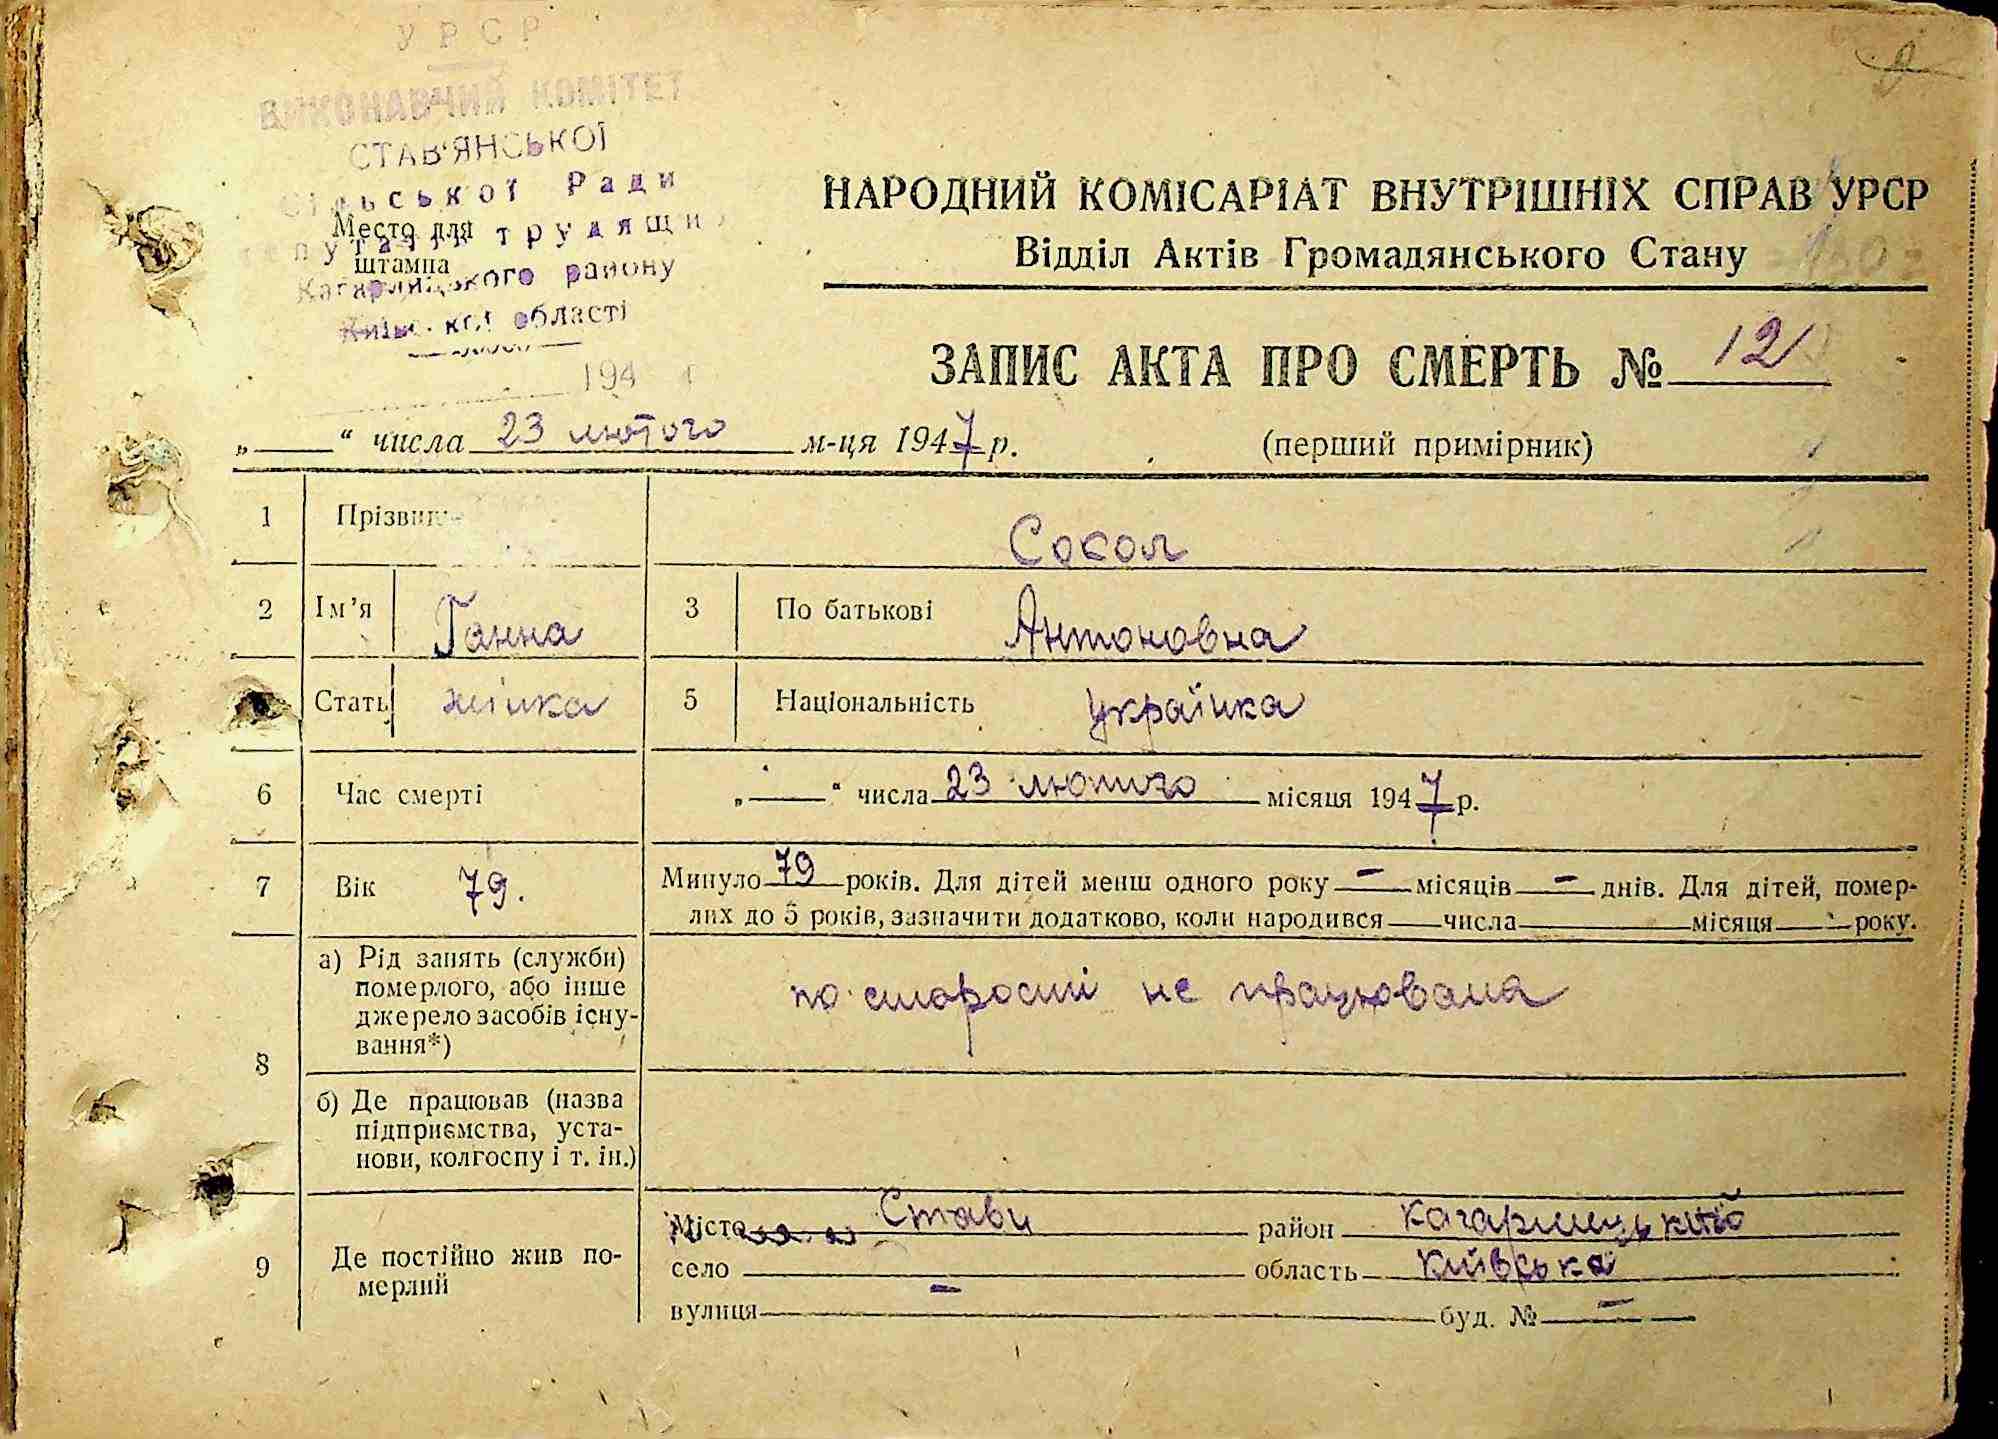 УРСР
ВИКОНАВЧИЙ КОМІТЕТ
СТАВ'ЯНСЬКОЇ
Сільської Ради
Место для
штампа
трудящих
Кагарлицького району
Київської області
194 г
НАРОДНИЙ КОМІСАРІАТ ВНУТРІШНІХ СПРАВ УРСР
Відділ Актів Громадянського Стану
ЗАПИС АКТА ПРО СМЕРТЬ № 12
„ “ числа 23 лютого м-ця 1947 р.
(перший примірник)
1 Прізвище Сокол
2 Ім’я Ганна 3 По батькові Антоновна
Стать жінка 5 Національність українка
6 Час смерті „ “ числа 23 лютого місяця 1947 р.
7 Вік 79. Минуло 79 років. Для дітей менш одного року — місяців — днів. Для дітей, помер-
лих до 5 років, зазначити додатково, коли народився числа місяця року.
8 а) Рід занять (служби)
померлого, або інше
джерело засобів існу-
вання*)
по старості не працювала
б) Де працював (назва
підприємства, уста-
нови, колгоспу і т. ін.)
9 Де постійно жив по-
мерлий
Місто Стави район Кагарлицький
село область Київська
вулиця — буд. № —